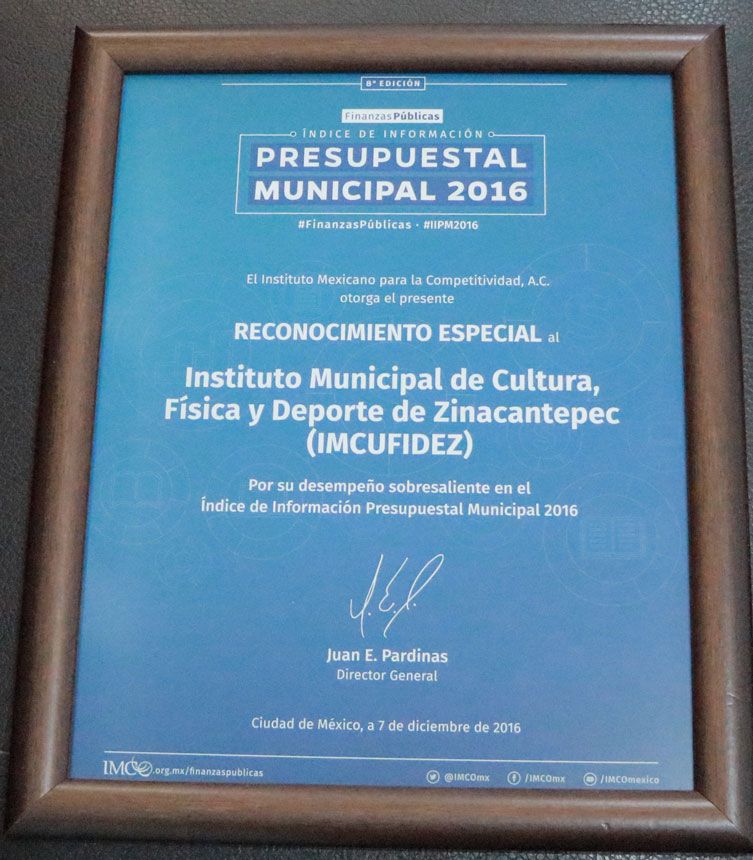 8ª EDICIÓN
FinanzasPúblicas
ÍNDICE DE INFORMACIÓN
PRESUPUESTAL
MUNICIPAL 2016
#FinanzasPúblicas · #IIPM2016
El Instituto Mexicano para la Competitividad, A.C.
otorga el presente
RECONOCIMIENTO ESPECIAL al
Instituto Municipal de Cultura,
Física y Deporte de Zinacantepec
(IMCUFIDEZ)
Por su desempeño sobresaliente en el
Índice de Información Presupuestal Municipal 2016
J. E. P.
Juan E. Pardinas
Director General
Ciudad de México, a 7 de diciembre de 2016
IMCO.org.mx/finanzaspublicas @IMCOmx /IMCOmx /IMCOmexico